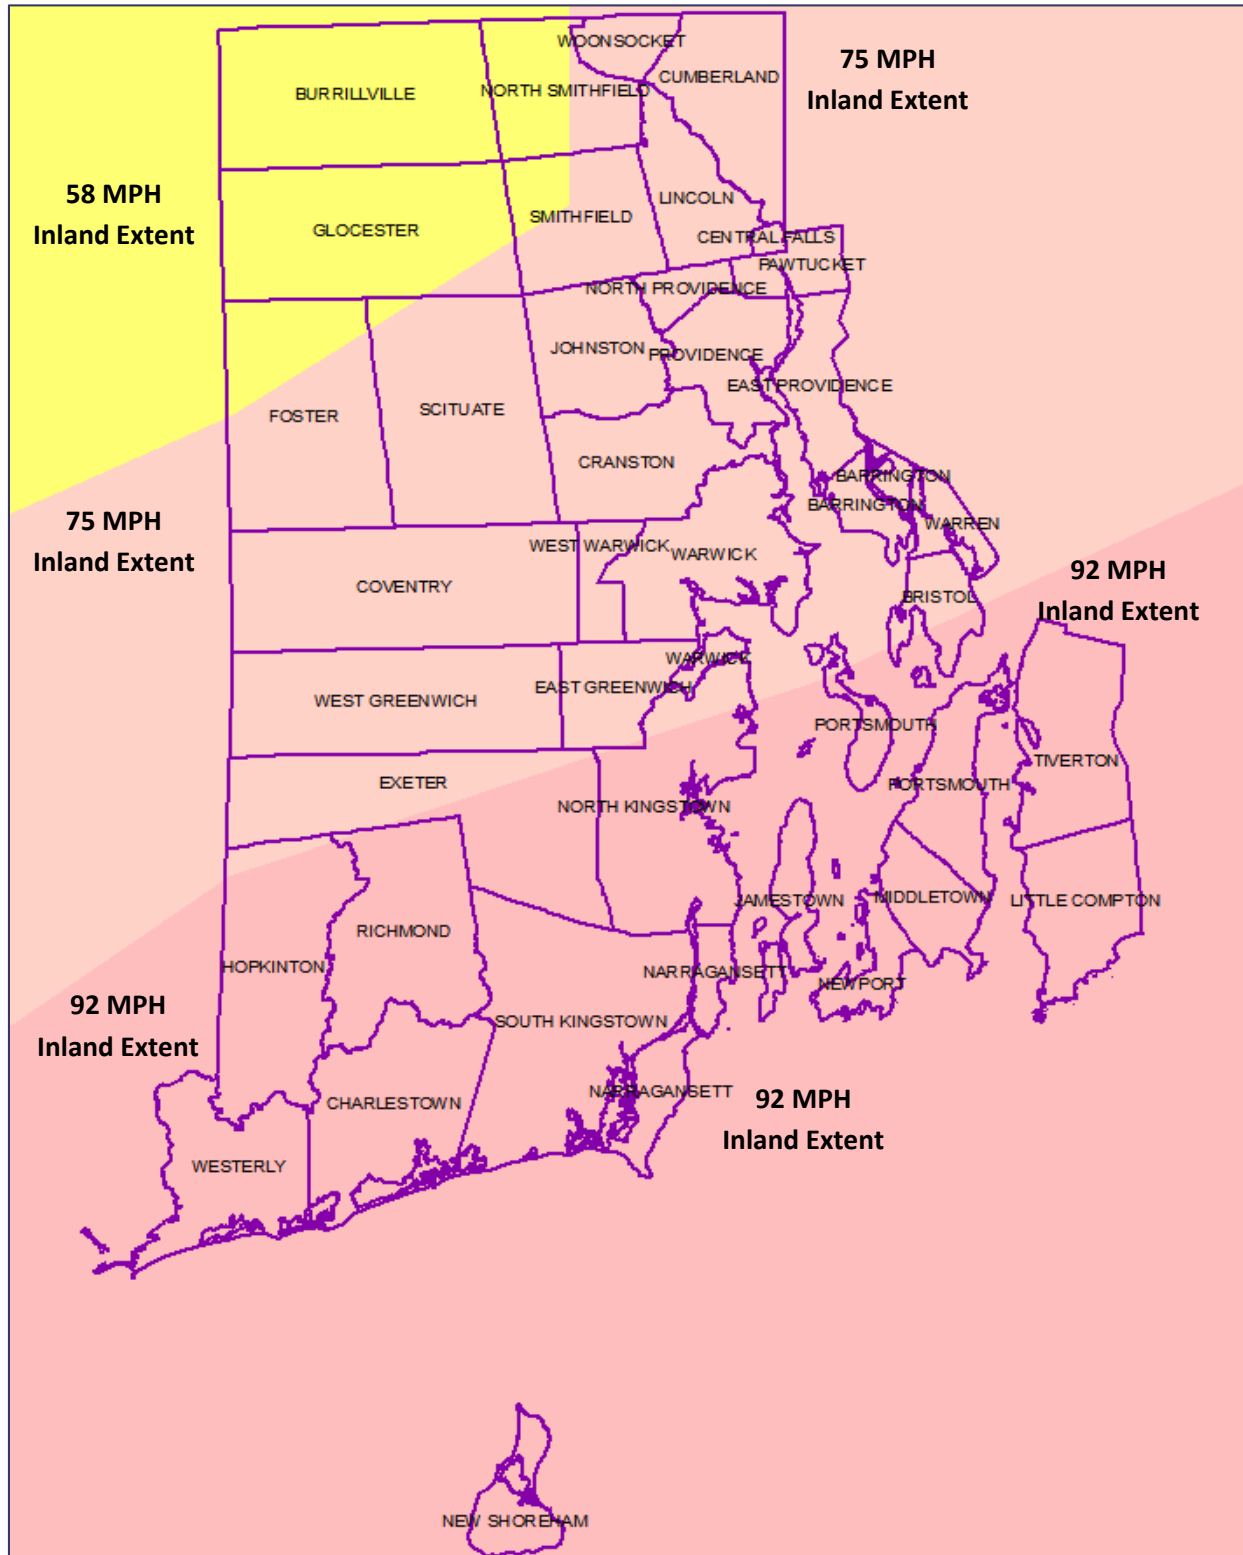 WOONSOCKET
75 MPH
Inland Extent
CUMBERLAND
BURRILLVILLE
NORTH SMITHFIELD
58 MPH
Inland Extent
LINCOLN
SMITHFIELD
GLOCESTER
CENTRAL FALLS
PAWTUCKET
NORTH PROVIDENCE
JOHNSTON
PROVIDENCE
EAST PROVIDENCE
SCITUATE
FOSTER
CRANSTON
BARRINGTON
BARRINGTON
75 MPH
Inland Extent
WARREN
WEST WARWICK
WARWICK
COVENTRY
92 MPH
Inland Extent
BRISTOL
WARWICK
EAST GREENWICH
WEST GREENWICH
PORTSMOUTH
TIVERTON
EXETER
PORTSMOUTH
NORTH KINGSTOWN
JAMESTOWN
MIDDLETOWN
LITTLE COMPTON
RICHMOND
HOPKINTON
NARRAGANSETT
NEWPORT
92 MPH
Inland Extent
SOUTH KINGSTOWN
NARRAGANSETT
CHARLESTOWN
92 MPH
Inland Extent
WESTERLY
NEW SHOREHAM